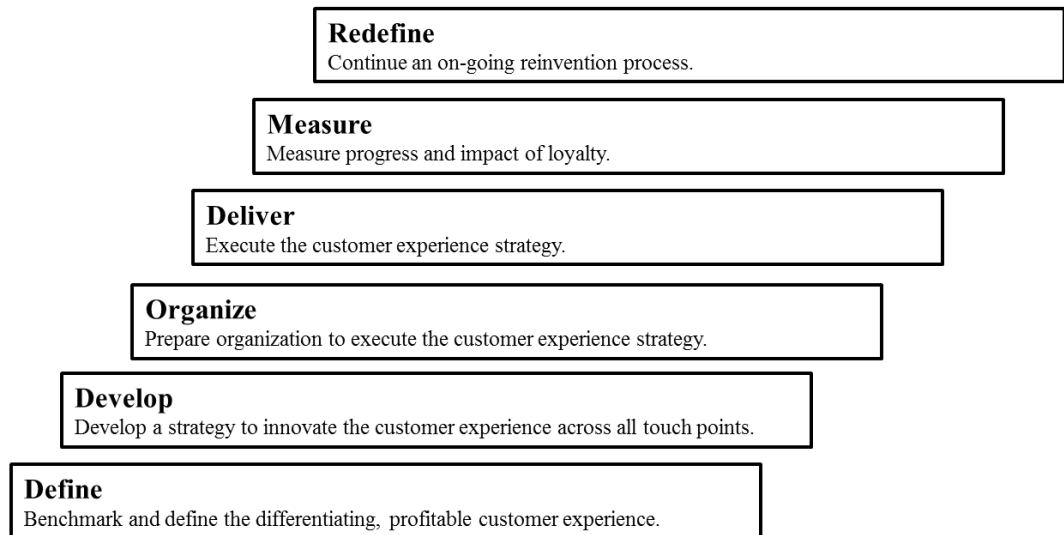 Redefine
Continue an on-going reinvention process.
Measure
Measure progress and impact of loyalty.
Deliver
Execute the customer experience strategy.
Organize
Prepare organization to execute the customer experience strategy.
Develop
Develop a strategy to innovate the customer experience across all touch points.
Define
Benchmark and define the differentiating, profitable customer experience.